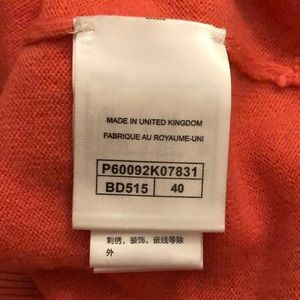 MADE IN UNITED KINGDOM
FABRIQUE AU ROYAUME-UNI
P60092K07831
BD515 40
刺绣，装饰，嵌线等除
外